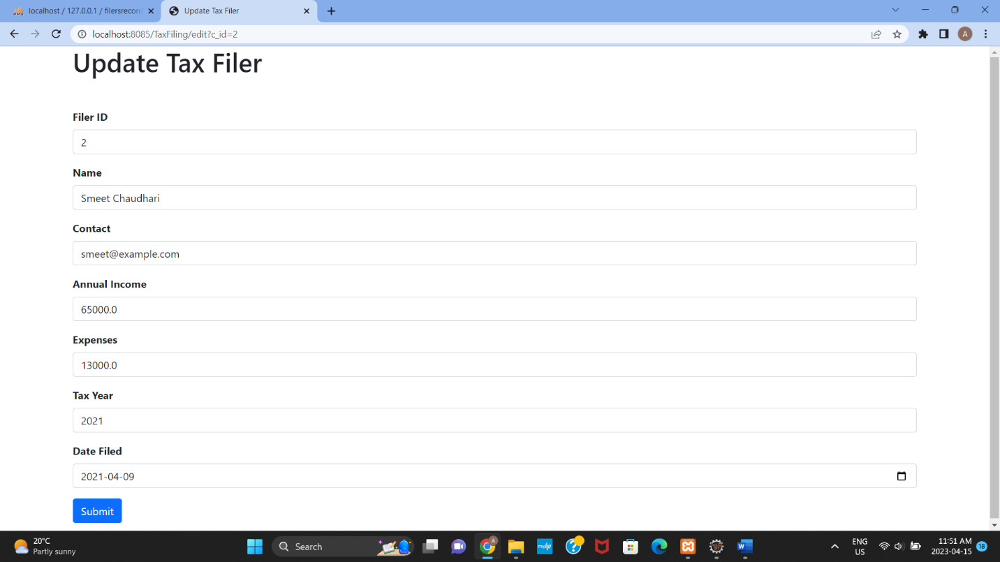 localhost / 127.0.0.1 / filersrecord
Update Tax Filer
localhost:8085/TaxFiling/edit?c_id=2
A
Update Tax Filer
Filer ID
2
Name
Smeet Chaudhari
Contact
smeet@example.com
Annual Income
65000.0
Expenses
13000.0
Tax Year
2021
Date Filed
2021-04-09
Submit
20°C
Partly sunny
Search
A
myhp
?
W
ENG
US
11:51 AM
2023-04-15
18